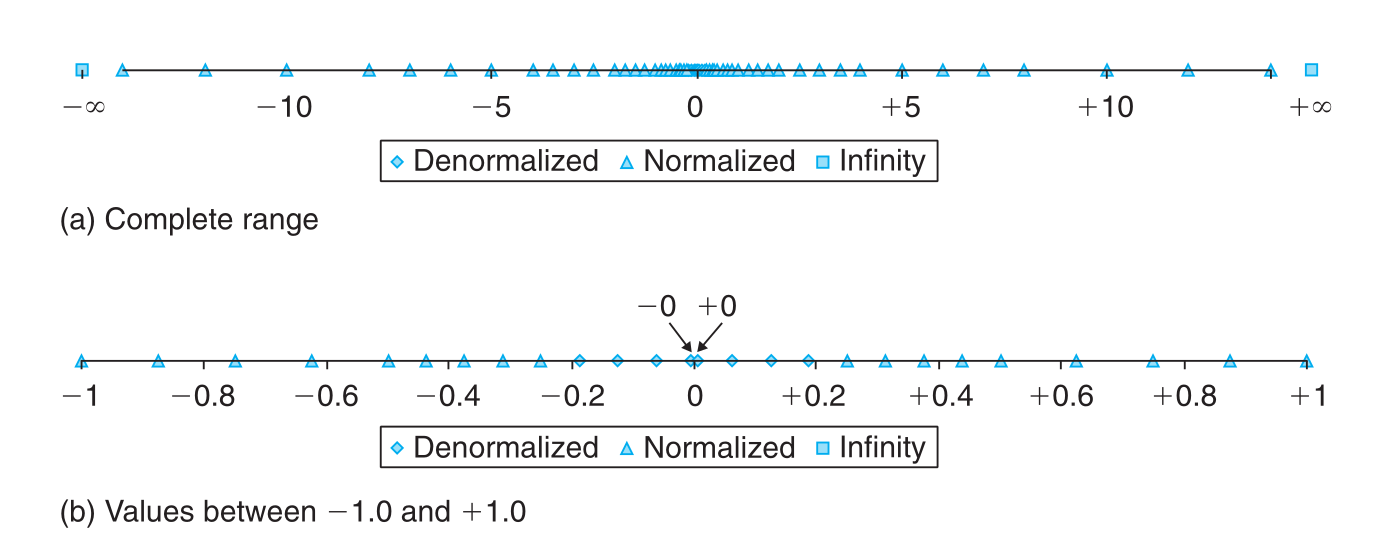 −∞ −10 −5 0 +5 +10 +∞
Denormalized Normalized Infinity
(a) Complete range
−0 +0
−1 −0.8 −0.6 −0.4 −0.2 0 +0.2 +0.4 +0.6 +0.8 +1
Denormalized Normalized Infinity
(b) Values between −1.0 and +1.0